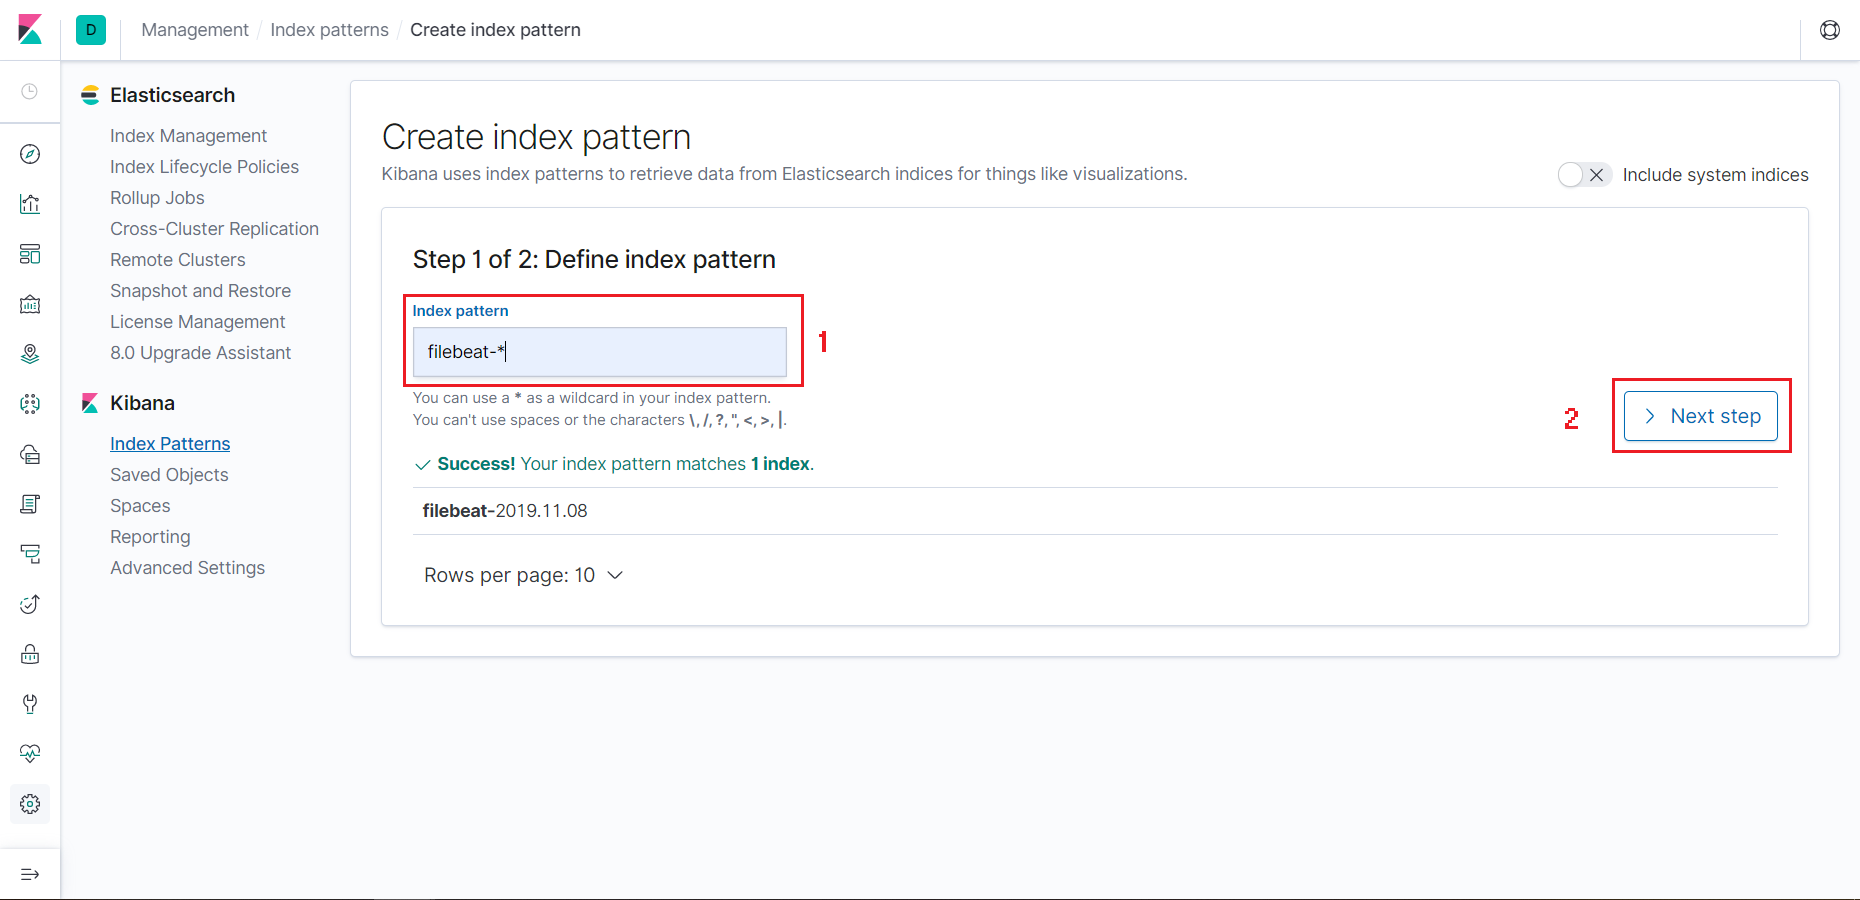 D
Management / Index patterns / Create index pattern
Elasticsearch
Index Management
Index Lifecycle Policies
Rollup Jobs
Cross-Cluster Replication
Remote Clusters
Snapshot and Restore
License Management
8.0 Upgrade Assistant
Kibana
Index Patterns
Saved Objects
Spaces
Reporting
Advanced Settings
Create index pattern
Kibana uses index patterns to retrieve data from Elasticsearch indices for things like visualizations.
Include system indices
Step 1 of 2: Define index pattern
Index pattern
filebeat-*
1
You can use a * as a wildcard in your index pattern.
You can't use spaces or the characters \, /, ?, ", <, >, |.
2
Next step
Success! Your index pattern matches 1 index.
filebeat-2019.11.08
Rows per page: 10